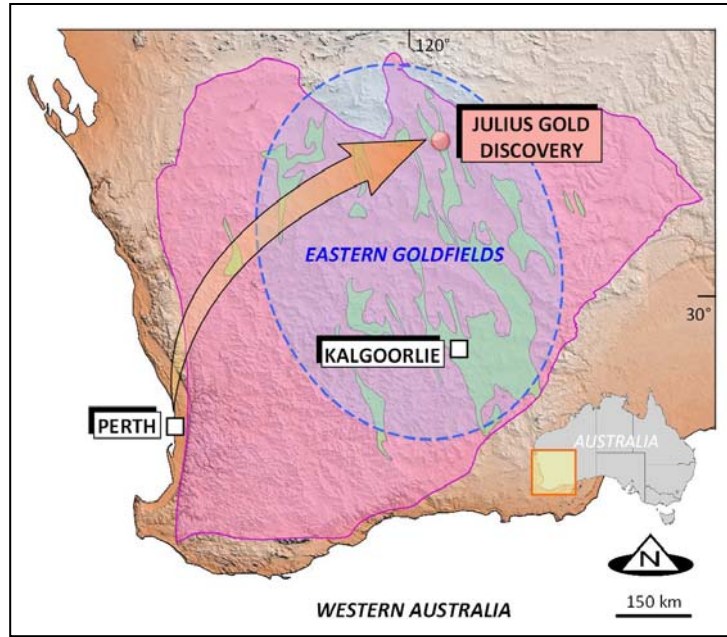 120°
JULIUS GOLD
DISCOVERY
EASTERN GOLDFIELDS
30°
KALGOORLIE
PERTH
AUSTRALIA
N
150 km
WESTERN AUSTRALIA